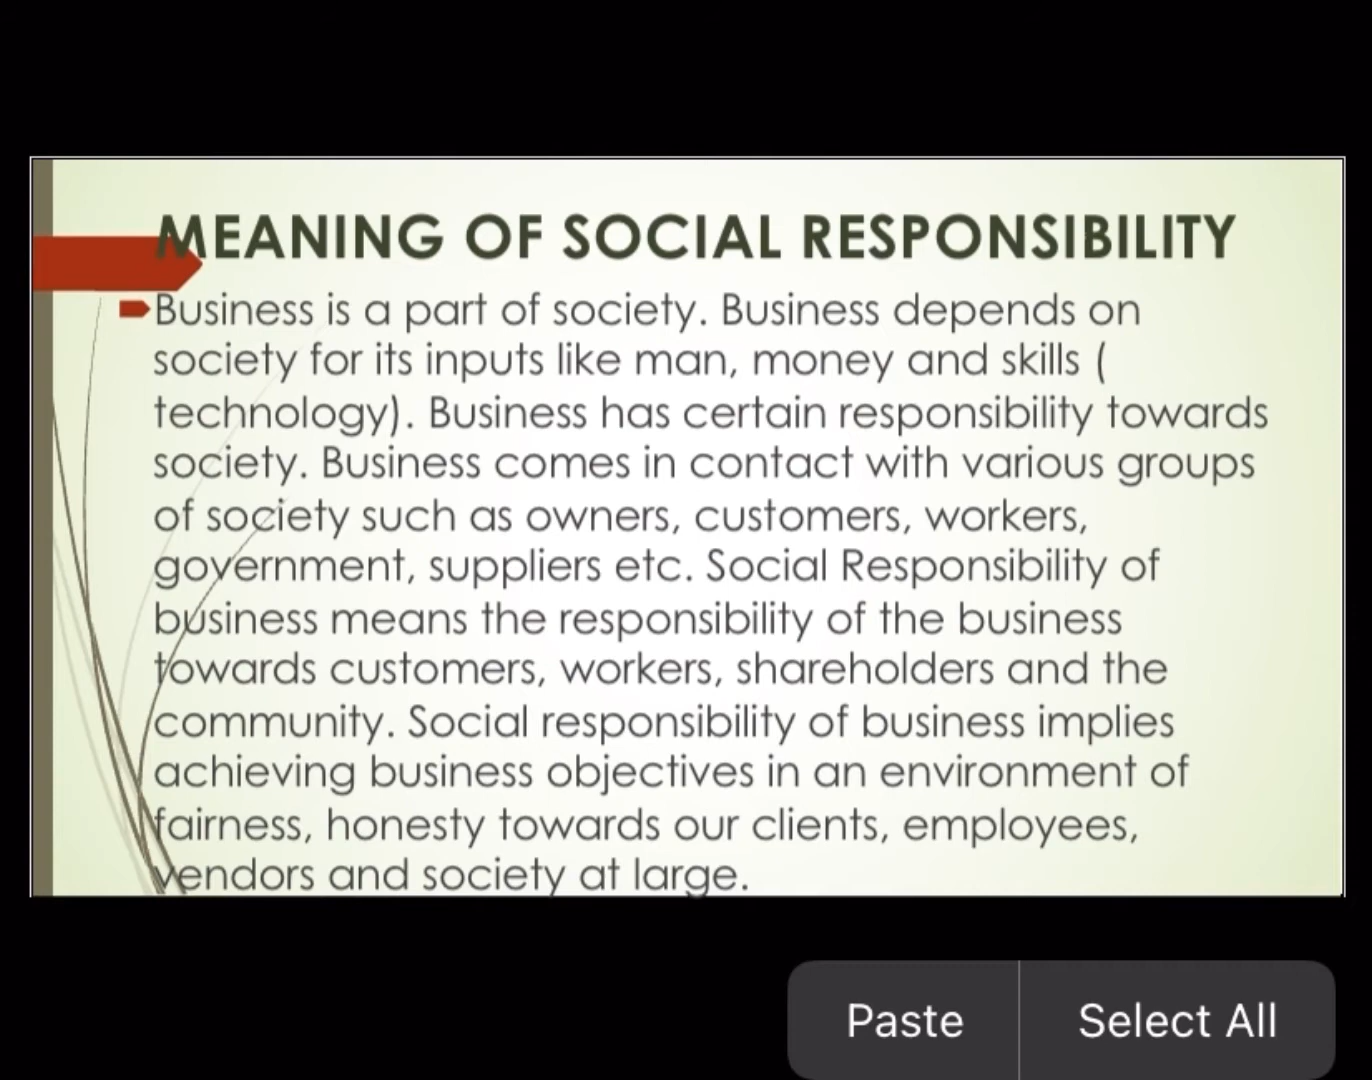 MEANING OF SOCIAL RESPONSIBILITY
Business is a part of society. Business depends on
society for its inputs like man, money and skills (
technology). Business has certain responsibility towards
society. Business comes in contact with various groups
of society such as owners, customers, workers,
government, suppliers etc. Social Responsibility of
business means the responsibility of the business
towards customers, workers, shareholders and the
community. Social responsibility of business implies
achieving business objectives in an environment of
fairness, honesty towards our clients, employees,
vendors and society at large.
Paste Select All